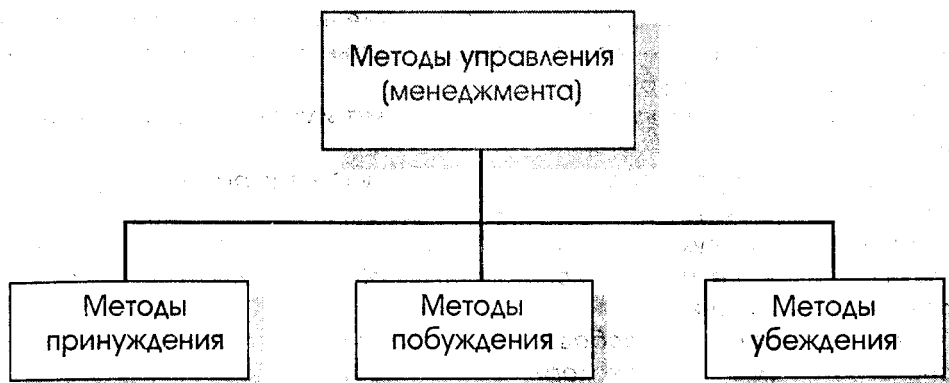 Методы управления
(менеджмента)
Методы
принуждения
Методы
побуждения
Методы
убеждения